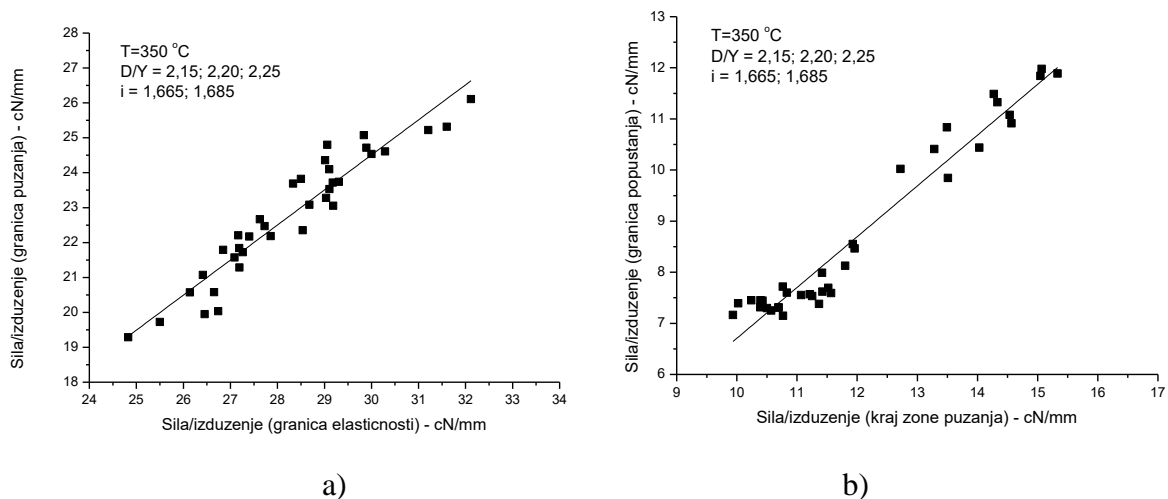 T=350 °C
D/Y = 2,15; 2,20; 2,25
i = 1,665; 1,685
Sila/izduzenje (granica puzanja) - cN/mm
28
27
26
25
24
23
22
21
20
19
18
24 25 26 27 28 29 30 31 32 33 34
Sila/izduzenje (granica elasticnosti) - cN/mm
a)
T=350 °C
D/Y = 2,15; 2,20; 2,25
i = 1,665; 1,685
Sila/izduzenje (granica popustanja) - cN/mm
13
12
11
10
9
8
7
6
9 10 11 12 13 14 15 16 17
Sila/izduzenje (kraj zone puzanja) - cN/mm
b)